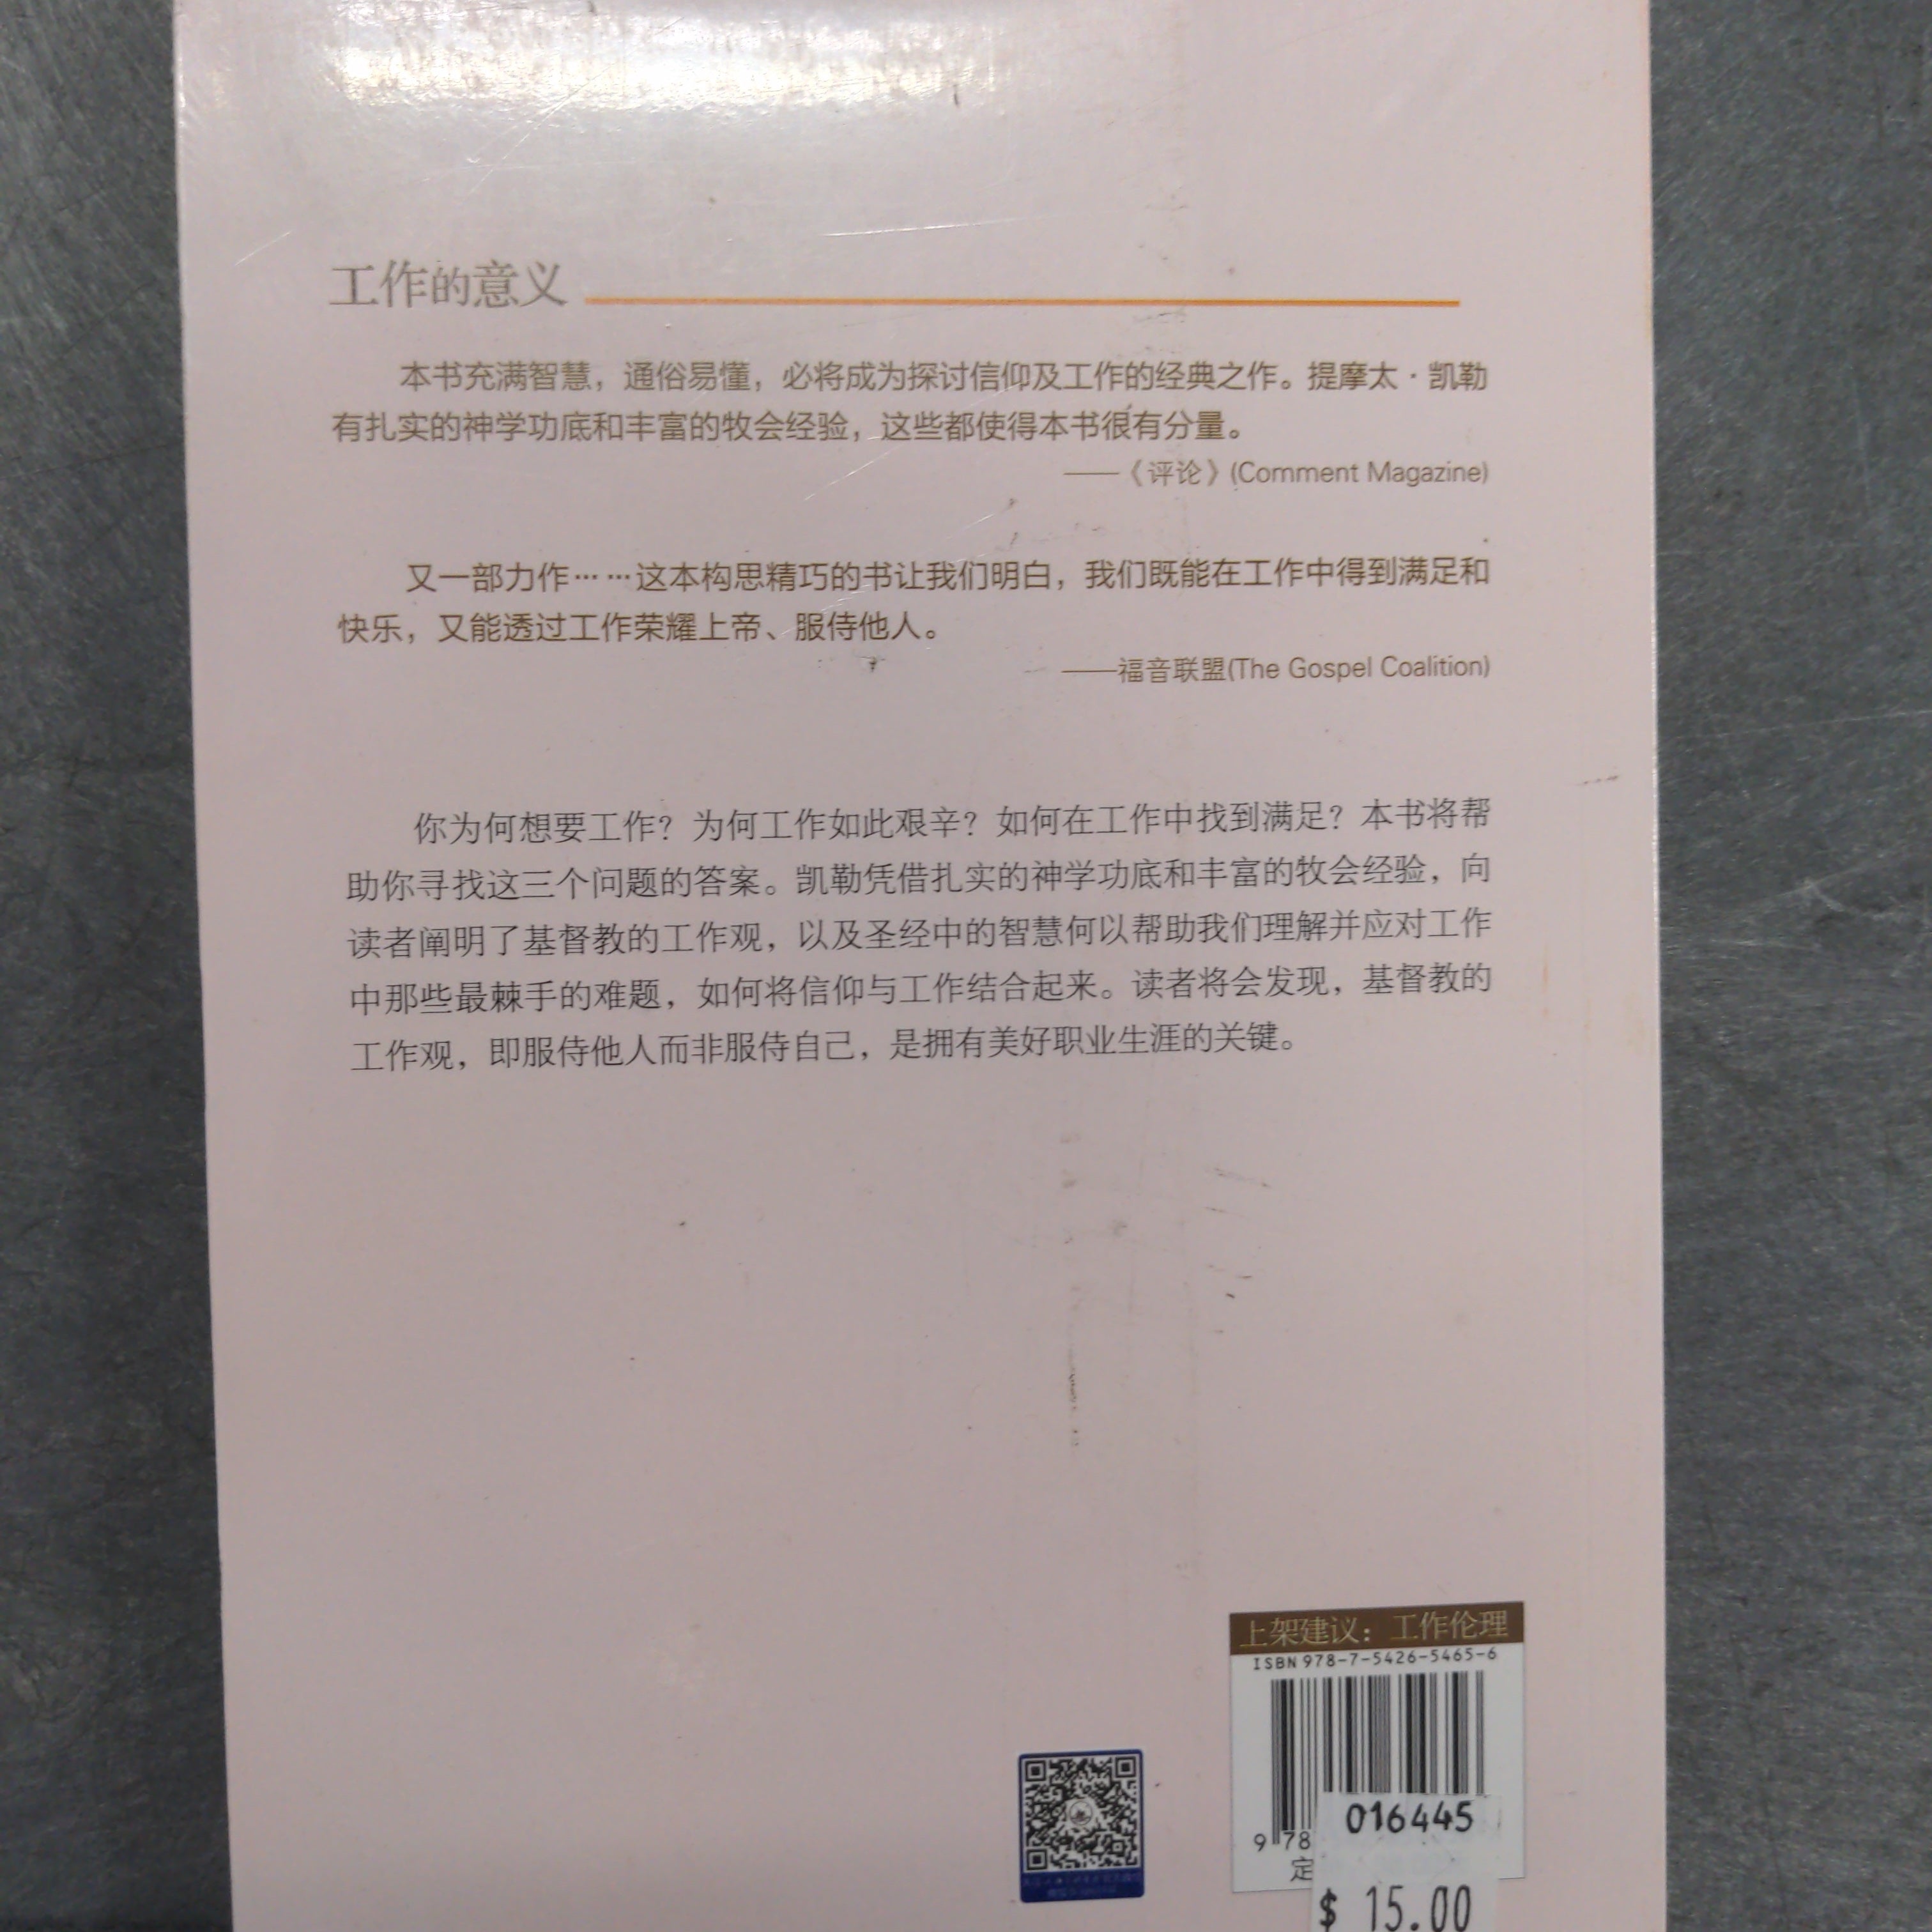 工作的意义
本书充满智慧，通俗易懂，必将成为探讨信仰及工作的经典之作。提摩太·凯勒
有扎实的神学功底和丰富的牧会经验，这些都使得本书很有分量。
——《评论》(Comment Magazine)
又一部力作……这本构思精巧的书让我们明白，我们既能在工作中得到满足和
快乐，又能透过工作荣耀上帝、服侍他人。
——福音联盟(The Gospel Coalition)
你为何想要工作？为何工作如此艰辛？如何在工作中找到满足？本书将帮
助你寻找这三个问题的答案。凯勒凭借扎实的神学功底和丰富的牧会经验，向
读者阐明了基督教的工作观，以及圣经中的智慧何以帮助我们理解并应对工作
中那些最棘手的难题，如何将信仰与工作结合起来。读者将会发现，基督教的
工作观，即服侍他人而非服侍自己，是拥有美好职业生涯的关键。
上架建议：工作伦理
ISBN 978-7-5426-5465-6
016445
9 78
定
$ 15.00